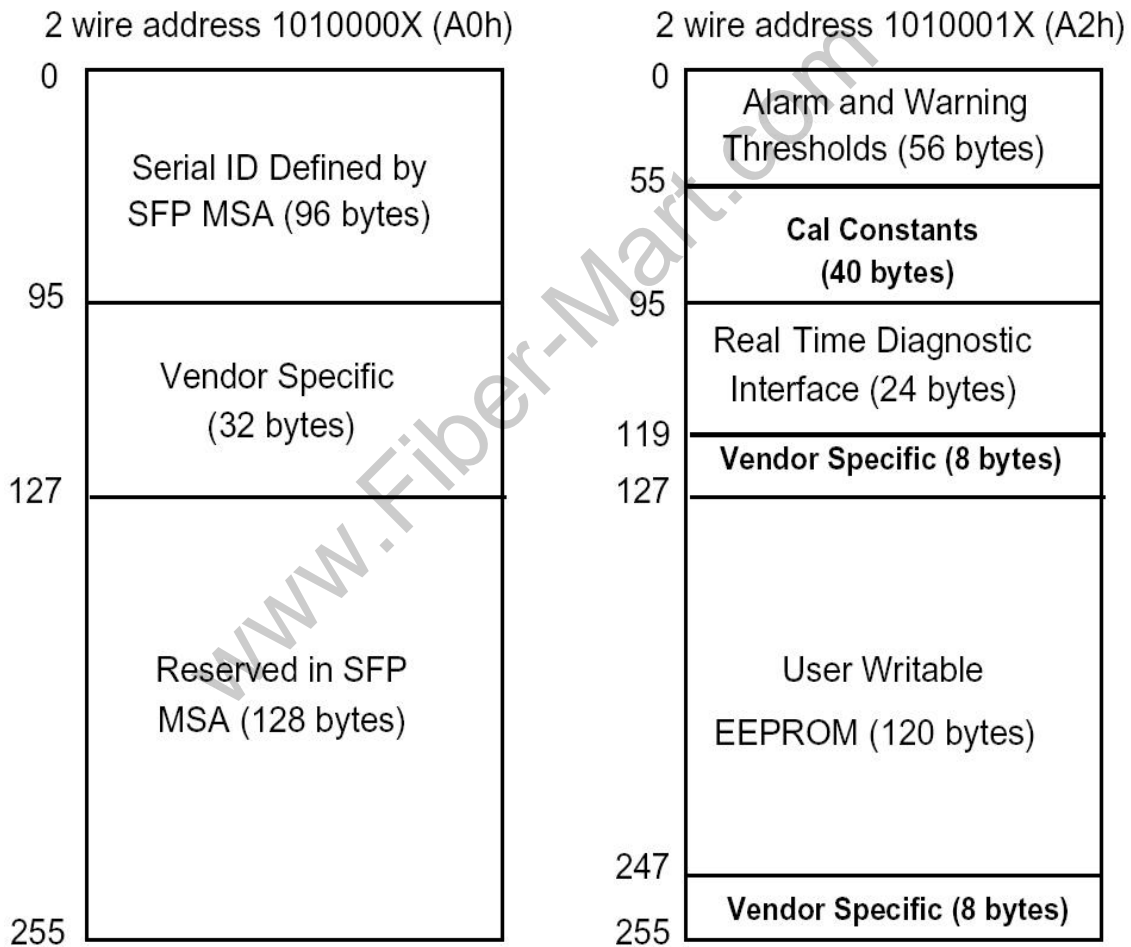 2 wire address 1010000X (A0h)
0
Serial ID Defined by
SFP MSA (96 bytes)
95
Vendor Specific
(32 bytes)
127
Reserved in SFP
MSA (128 bytes)
255
2 wire address 1010001X (A2h)
0
Alarm and Warning
Thresholds (56 bytes)
55
Cal Constants
(40 bytes)
95
Real Time Diagnostic
Interface (24 bytes)
119
Vendor Specific (8 bytes)
127
User Writable
EEPROM (120 bytes)
247
Vendor Specific (8 bytes)
255
www.Fiber-Mart.com